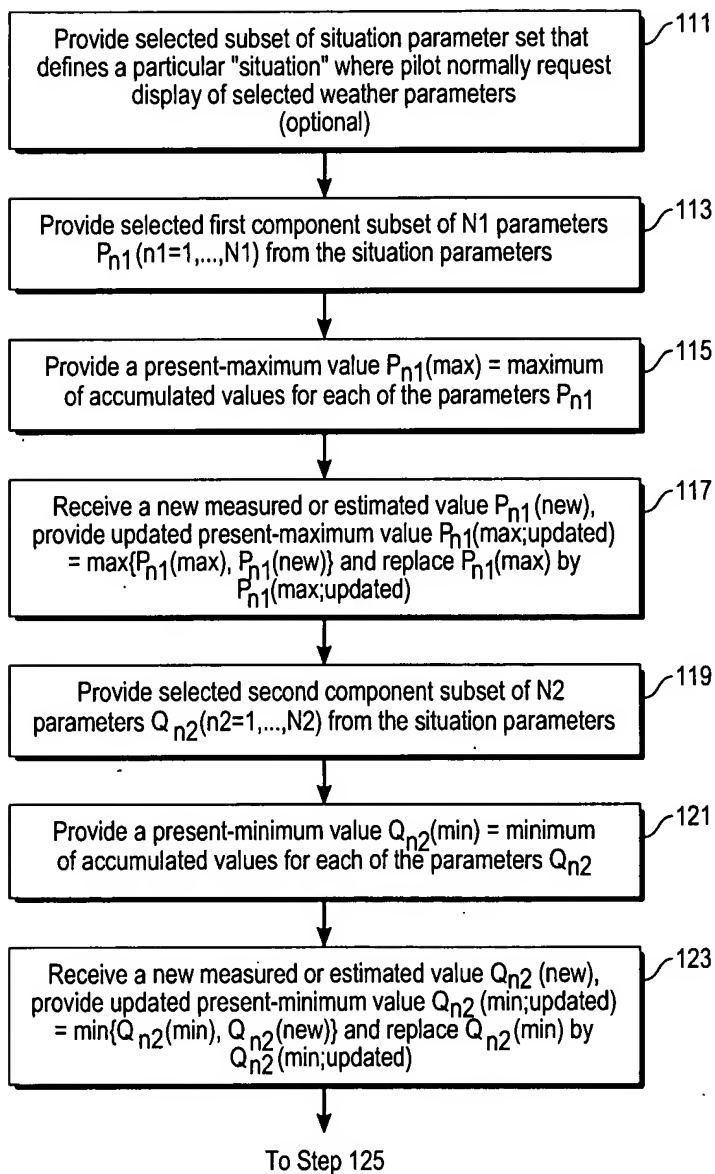 Provide selected subset of situation parameter set that
defines a particular "situation" where pilot normally request
display of selected weather parameters
(optional)
111
Provide selected first component subset of N1 parameters
Pn1 (n1=1,...,N1) from the situation parameters
113
Provide a present-maximum value Pn1(max) = maximum
of accumulated values for each of the parameters Pn1
115
Receive a new measured or estimated value Pn1(new),
provide updated present-maximum value Pn1(max;updated)
= max{Pn1(max), Pn1(new)} and replace Pn1(max) by
Pn1(max;updated)
117
Provide selected second component subset of N2
parameters Qn2(n2=1,...,N2) from the situation parameters
119
Provide a present-minimum value Qn2(min) = minimum
of accumulated values for each of the parameters Qn2
121
Receive a new measured or estimated value Qn2 (new),
provide updated present-minimum value Qn2 (min;updated)
= min{Qn2(min), Qn2(new)} and replace Qn2(min) by
Qn2(min;updated)
123
To Step 125